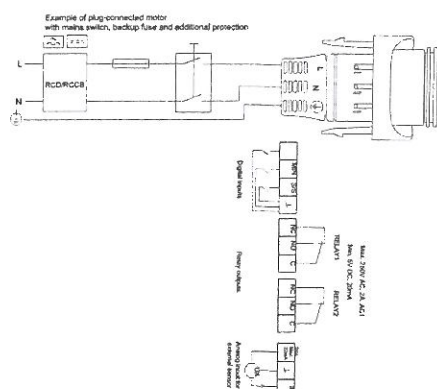 Example of plug-connected motor
with mains switch, backup fuse and additional protection
L
RCD/RCCB
N
L
N
Digital inputs
MIN
S/S
Relay outputs
NC
NO
C
RELAY1
NC
NO
C
RELAY2
Max. 250V AC, 2A, AC1
Min. 5V DC, 20mA
Analog input for
external sensor